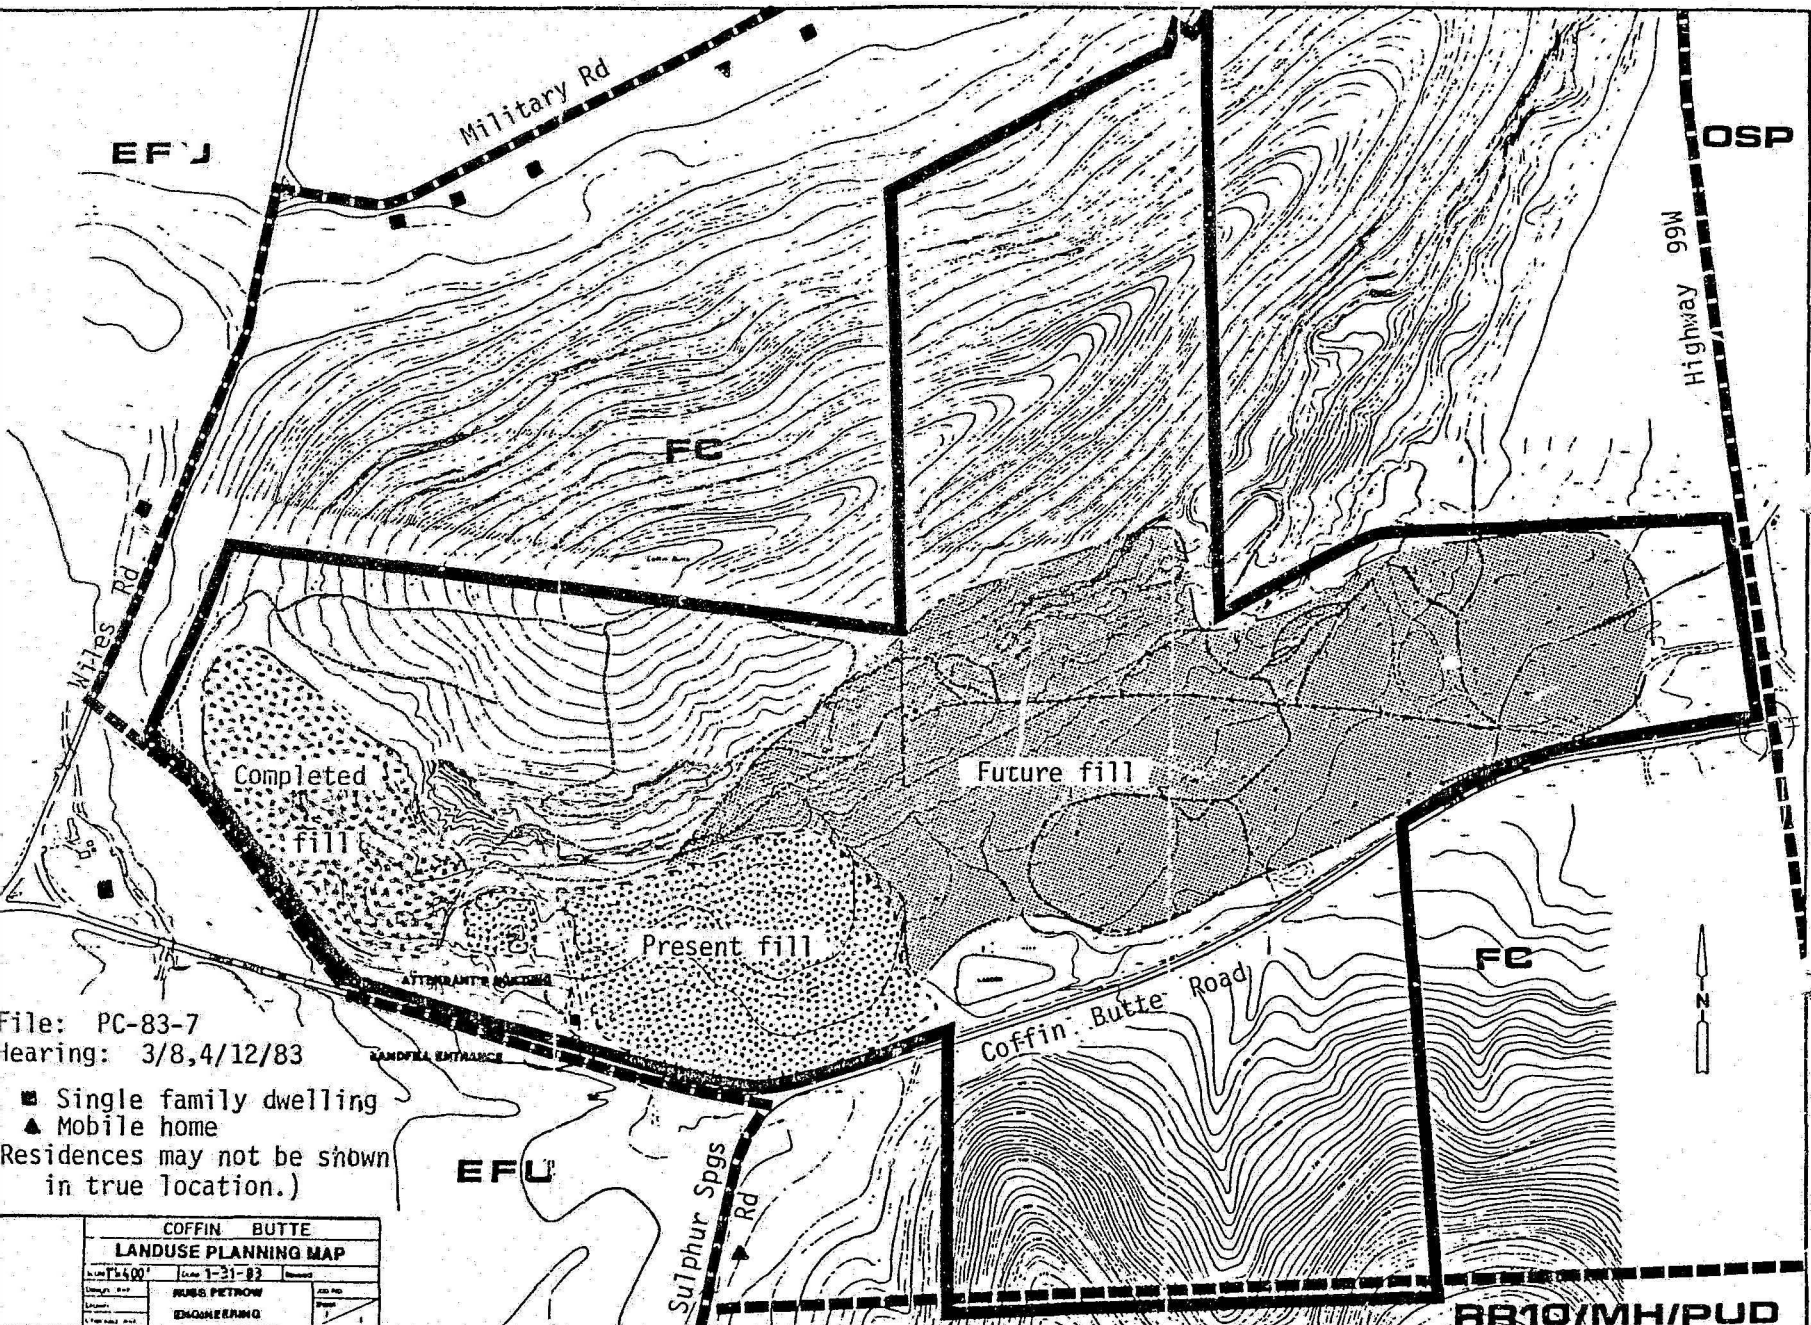 Military Rd
OSP
Highway 99W
FC
Wiles Rd
Completed
fill
Future fill
Present fill
ATTENDANT'S BUILDING
FC
N
Coffin Butte Road
File: PC-83-7
Hearing: 3/8,4/12/83
LANDFILL ENTRANCE
Single family dwelling
Mobile home
Residences may not be shown
in true location.)
EFU
Sulphur Spgs Rd
COFFIN BUTTE
LANDUSE PLANNING MAP
1-31-83
RUSS PETROW
ENGINEERING
RR10/MH/PUD